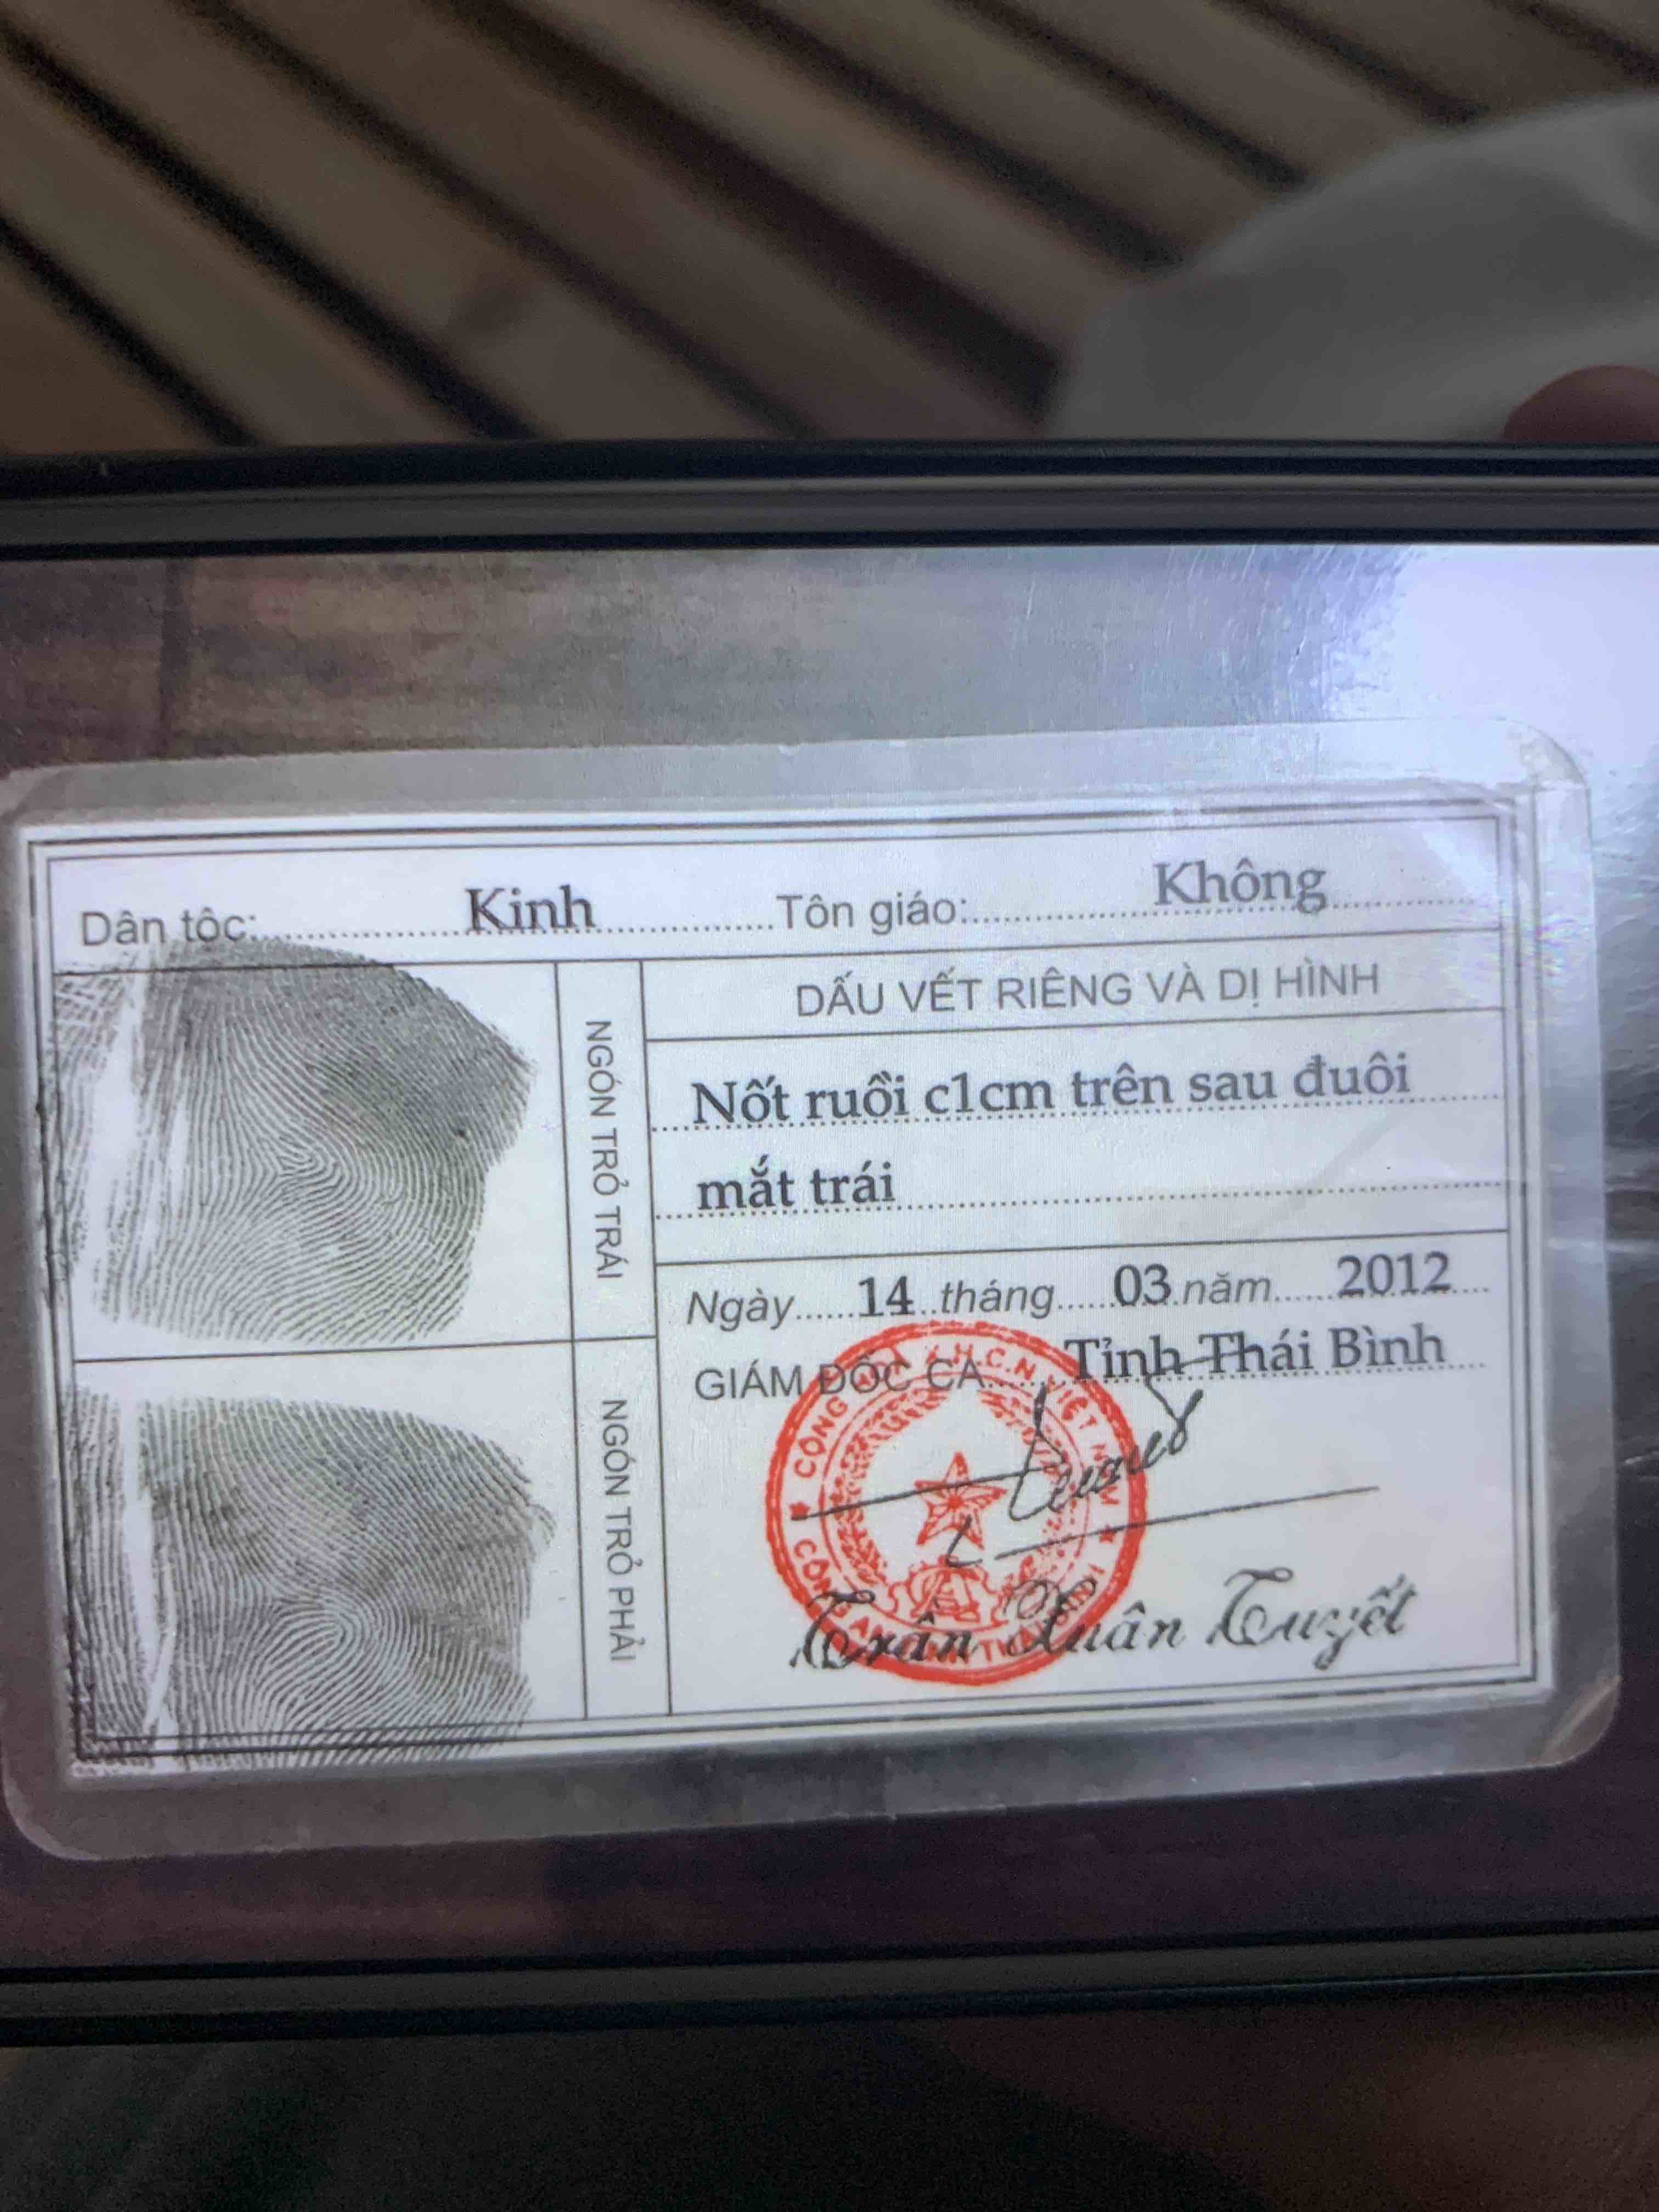 Dân tộc: Kinh Tôn giáo: Không
NGÓN TRỎ TRÁI
DẤU VẾT RIÊNG VÀ DỊ HÌNH
Nốt ruồi c1cm trên sau đuôi
mắt trái
Ngày 14 tháng 03 năm 2012
GIÁM ĐỐC CA Tỉnh Thái Bình
NGÓN TRỎ PHẢI
Trần Xuân Tuyết